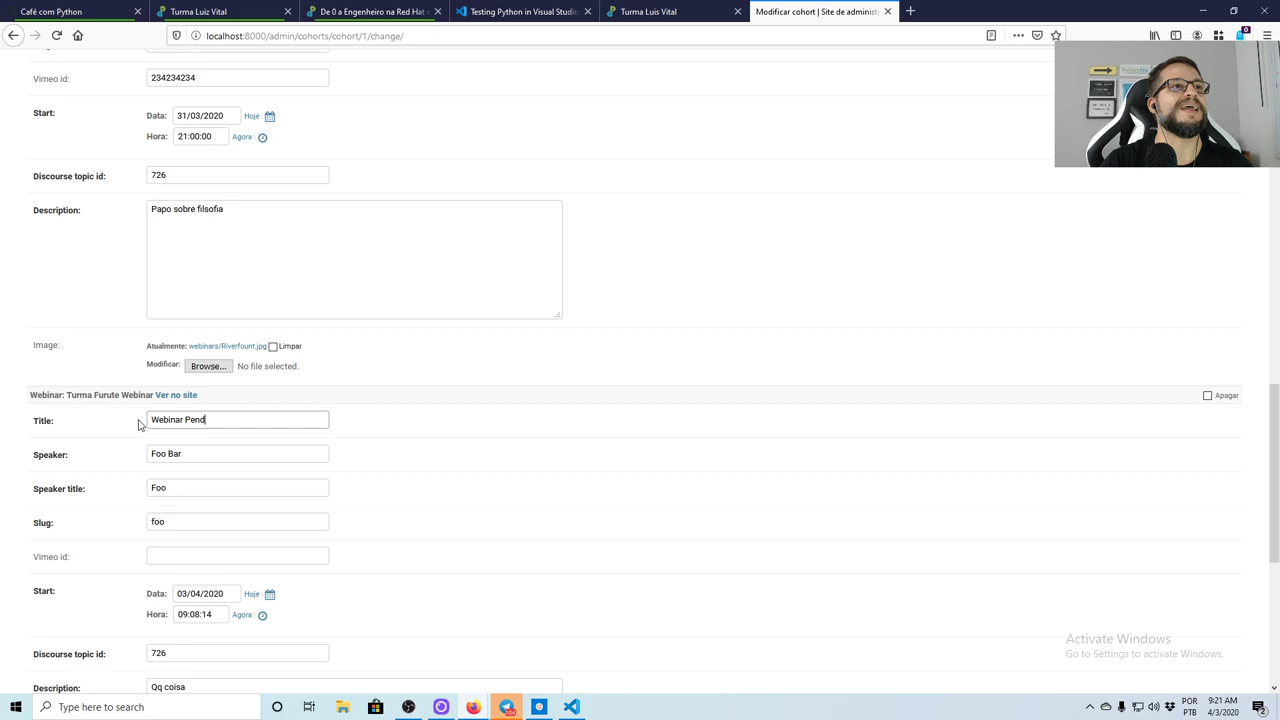 Café com Python
Turma Luiz Vital
De 0 a Engenheiro na Red Hat c
Testing Python in Visual Studio
Turma Luis Vital
Modificar cohort | Site de administ
localhost:8000/admin/cohorts/cohort/1/change/
Vimeo id:
234234234
Start:
Data:
31/03/2020
Hoje
Hora:
21:00:00
Agora
Discourse topic id:
726
Description:
Papo sobre filsofia
Image:
Atualmente: webinars/Riverfount.jpg
Limpar
Modificar:
Browse...
No file selected.
Webinar: Turma Furute Webinar Ver no site
Apagar
Title:
Webinar Pend
Speaker:
Foo Bar
Speaker title:
Foo
Slug:
foo
Vimeo id:
Start:
Data:
03/04/2020
Hoje
Hora:
09:08:14
Agora
Discourse topic id:
726
Description:
Qq coisa
Activate Windows
Go to Settings to activate Windows.
Type here to search
POR
PTB
9:21 AM
4/3/2020